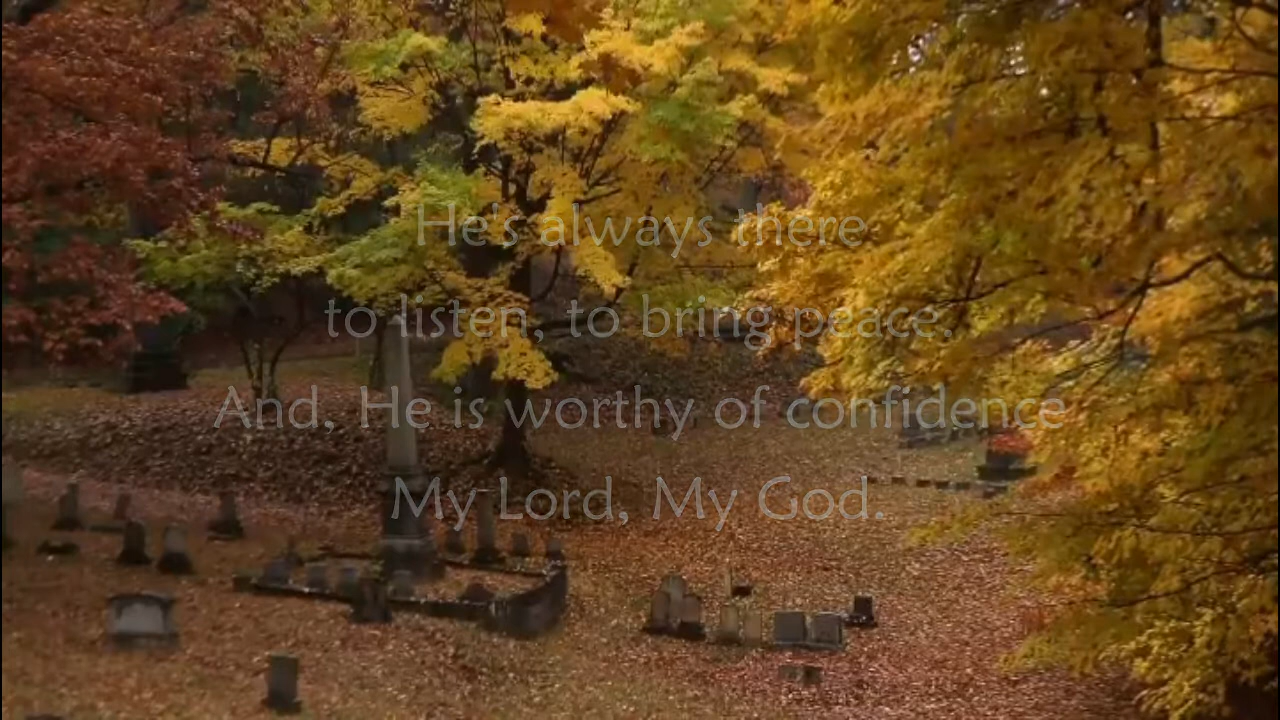 He's always there
to listen, to bring peace.
And, He is worthy of confidence
My Lord, My God.